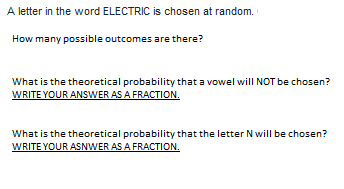 A letter in the word ELECTRIC is chosen at random.
How many possible outcomes are there?
What is the theoretical probability that a vowel will NOT be chosen?
WRITE YOUR ANSWER AS A FRACTION.
What is the theoretical probability that the letter N will be chosen?
WRITE YOUR ASNWER AS A FRACTION.